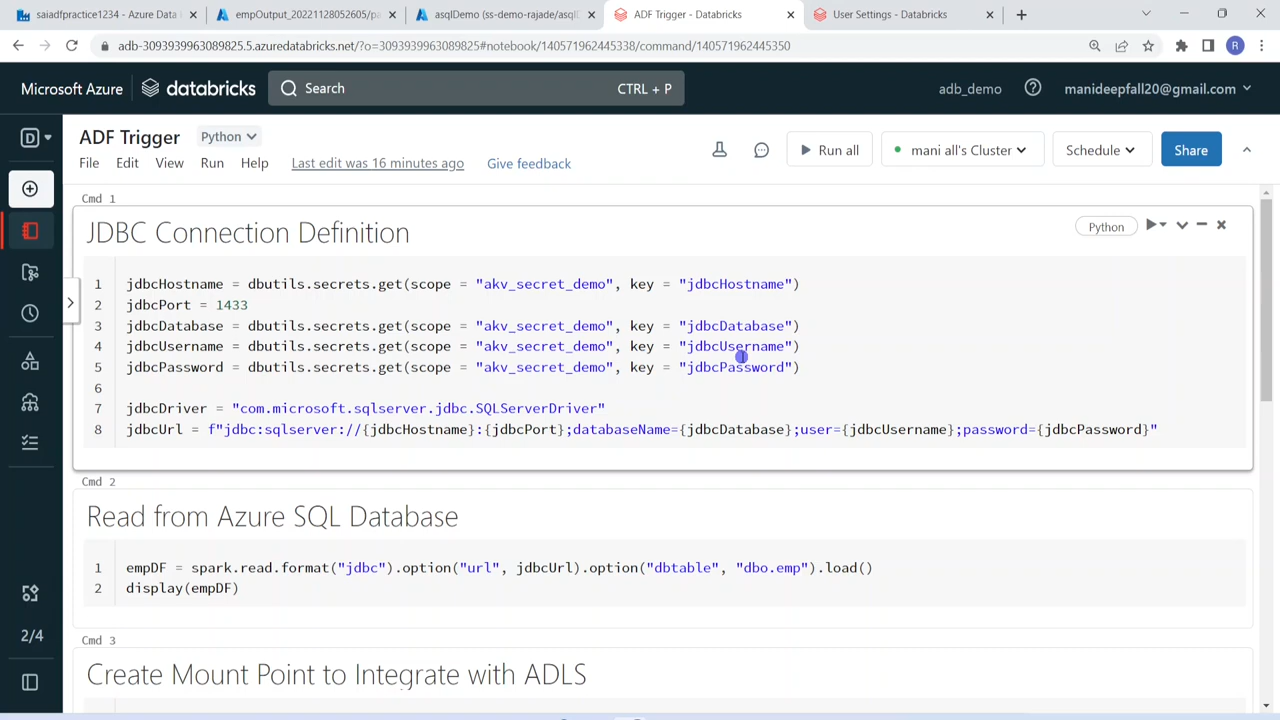 saiadfpractice1234 - Azure Data
empOutput_20221128052605/pa
asqlDemo (ss-demo-rajade/asqlD
ADF Trigger - Databricks
User Settings - Databricks
adb-3093939963089825.5.azuredatabricks.net/?o=3093939963089825#notebook/140571962445338/command/140571962445350
R
Microsoft Azure
databricks
Search
CTRL + P
adb_demo
manideepfall20@gmail.com
D
ADF Trigger
Python
File Edit View Run Help Last edit was 16 minutes ago Give feedback
Run all
mani all's Cluster
Schedule
Share
Cmd 1
JDBC Connection Definition
Python
1 jdbcHostname = dbutils.secrets.get(scope = "akv_secret_demo", key = "jdbcHostname")
2 jdbcPort = 1433
3 jdbcDatabase = dbutils.secrets.get(scope = "akv_secret_demo", key = "jdbcDatabase")
4 jdbcUsername = dbutils.secrets.get(scope = "akv_secret_demo", key = "jdbcUsername")
5 jdbcPassword = dbutils.secrets.get(scope = "akv_secret_demo", key = "jdbcPassword")
6
7 jdbcDriver = "com.microsoft.sqlserver.jdbc.SQLServerDriver"
8 jdbcUrl = f"jdbc:sqlserver://{jdbcHostname}:{jdbcPort};databaseName={jdbcDatabase};user={jdbcUsername};password={jdbcPassword}"
Cmd 2
Read from Azure SQL Database
1 empDF = spark.read.format("jdbc").option("url", jdbcUrl).option("dbtable", "dbo.emp").load()
2 display(empDF)
2/4
Cmd 3
Create Mount Point to Integrate with ADLS